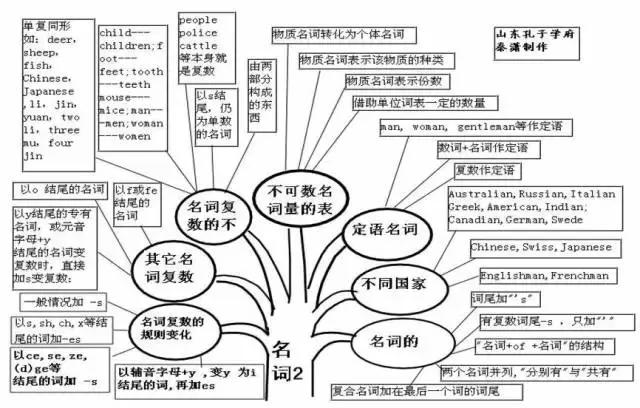 单复同形
如: deer,
sheep,
fish,
Chinese,
Japanese
,li, jin,
yuan, two
li, three
mu, four
jin
child---
children;f
oot---
feet;tooth
---teeth
mouse---
mice;man--
-men;woman
---women
people
police
cattle
等本身就
是复数
以s结
尾，仍
为单数
的名词
由两
部分
构成
的东
西
名词复
数的不
物质名词转化为个体名词
物质名词表示该物质的种类
物质名词表示份数
借助单位词表一定的数量
不可数名
词量的表
山东孔子学府
秦潇制作
man, woman, gentleman等作定语
数词+名词作定语
复数作定语
定语名词
Australian,Russian,Italian
Greek,American,Indian;
Canadian,German,Swede
Chinese,Swiss,Japanese
Englishman,Frenchman
不同国家
词尾加"'s"
有复数词尾-s ．只加"'"
"名词+of +名词"的结构
两个名词并列,"分别有"与"共有"
复合名词加在最后一个词的词尾
名词的
以o 结尾的名词
以f或fe
结尾的
名词
以y结尾的专有
名词，或元音
字母+y
结尾的名词变
复数时，直接
加s变复数:
其它名
词复数
一般情况加 -s
以s,sh,ch,x等结
尾的词加-es
以ce,se,ze,
(d)ge等
结尾的词加 -s
以辅音字母+y ,变y 为i
结尾的词,再加es
名词复数的
规则变化
名
词2